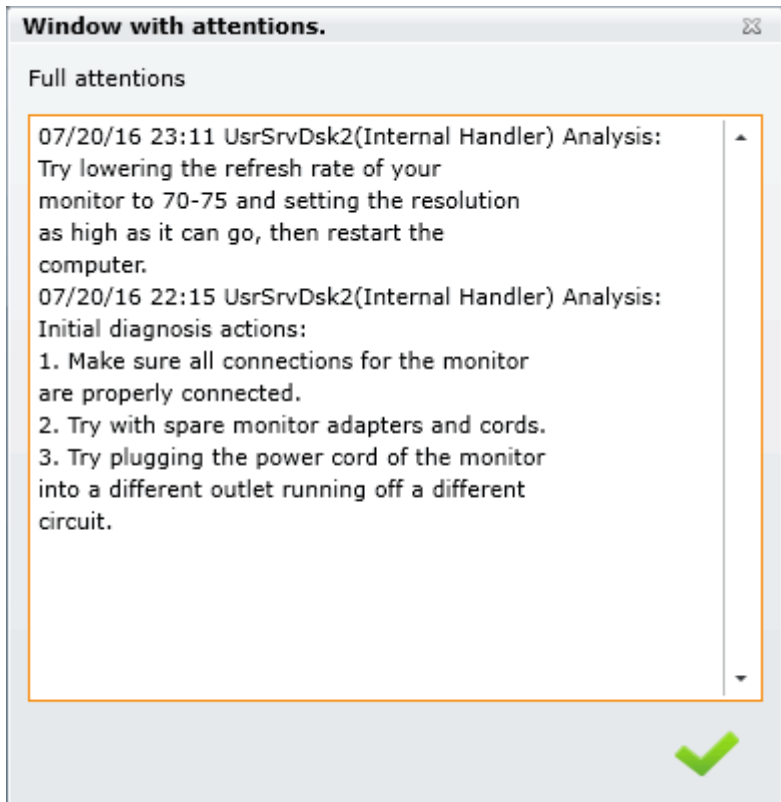 Window with attentions.
Full attentions
07/20/16 23:11 UsrSrvDsk2(Internal Handler) Analysis:
Try lowering the refresh rate of your
monitor to 70-75 and setting the resolution
as high as it can go, then restart the
computer.
07/20/16 22:15 UsrSrvDsk2(Internal Handler) Analysis:
Initial diagnosis actions:
1. Make sure all connections for the monitor
are properly connected.
2. Try with spare monitor adapters and cords.
3. Try plugging the power cord of the monitor
into a different outlet running off a different
circuit.